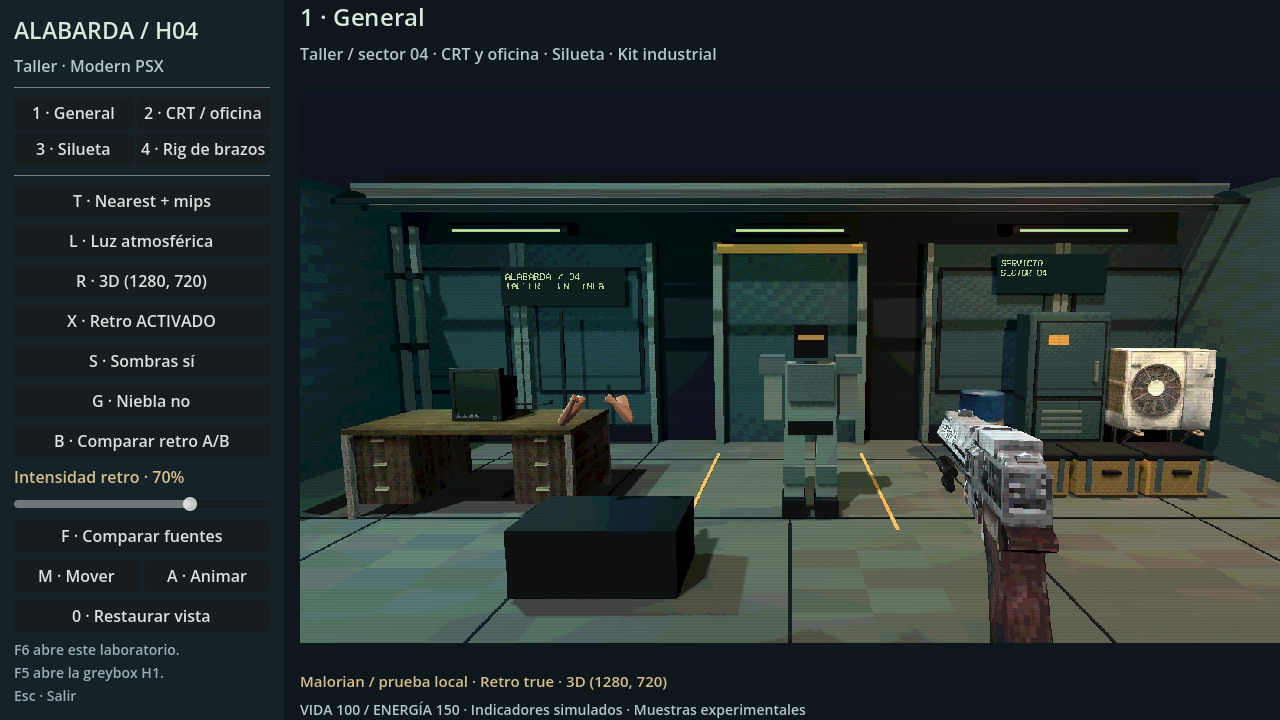 ALABARDA / H04
Taller · Modern PSX
1 · General
2 · CRT / oficina
3 · Silueta
4 · Rig de brazos
T · Nearest + mips
L · Luz atmosférica
R · 3D (1280, 720)
X · Retro ACTIVADO
S · Sombras sí
G · Niebla no
B · Comparar retro A/B
Intensidad retro · 70%
F · Comparar fuentes
M · Mover
A · Animar
0 · Restaurar vista
F6 abre este laboratorio.
F5 abre la greybox H1.
Esc · Salir
1 · General
Taller / sector 04 · CRT y oficina · Silueta · Kit industrial
ALABARDA / 04
SERVICIO
SECTOR 04
Malorian / prueba local · Retro true · 3D (1280, 720)
VIDA 100 / ENERGÍA 150 · Indicadores simulados · Muestras experimentales